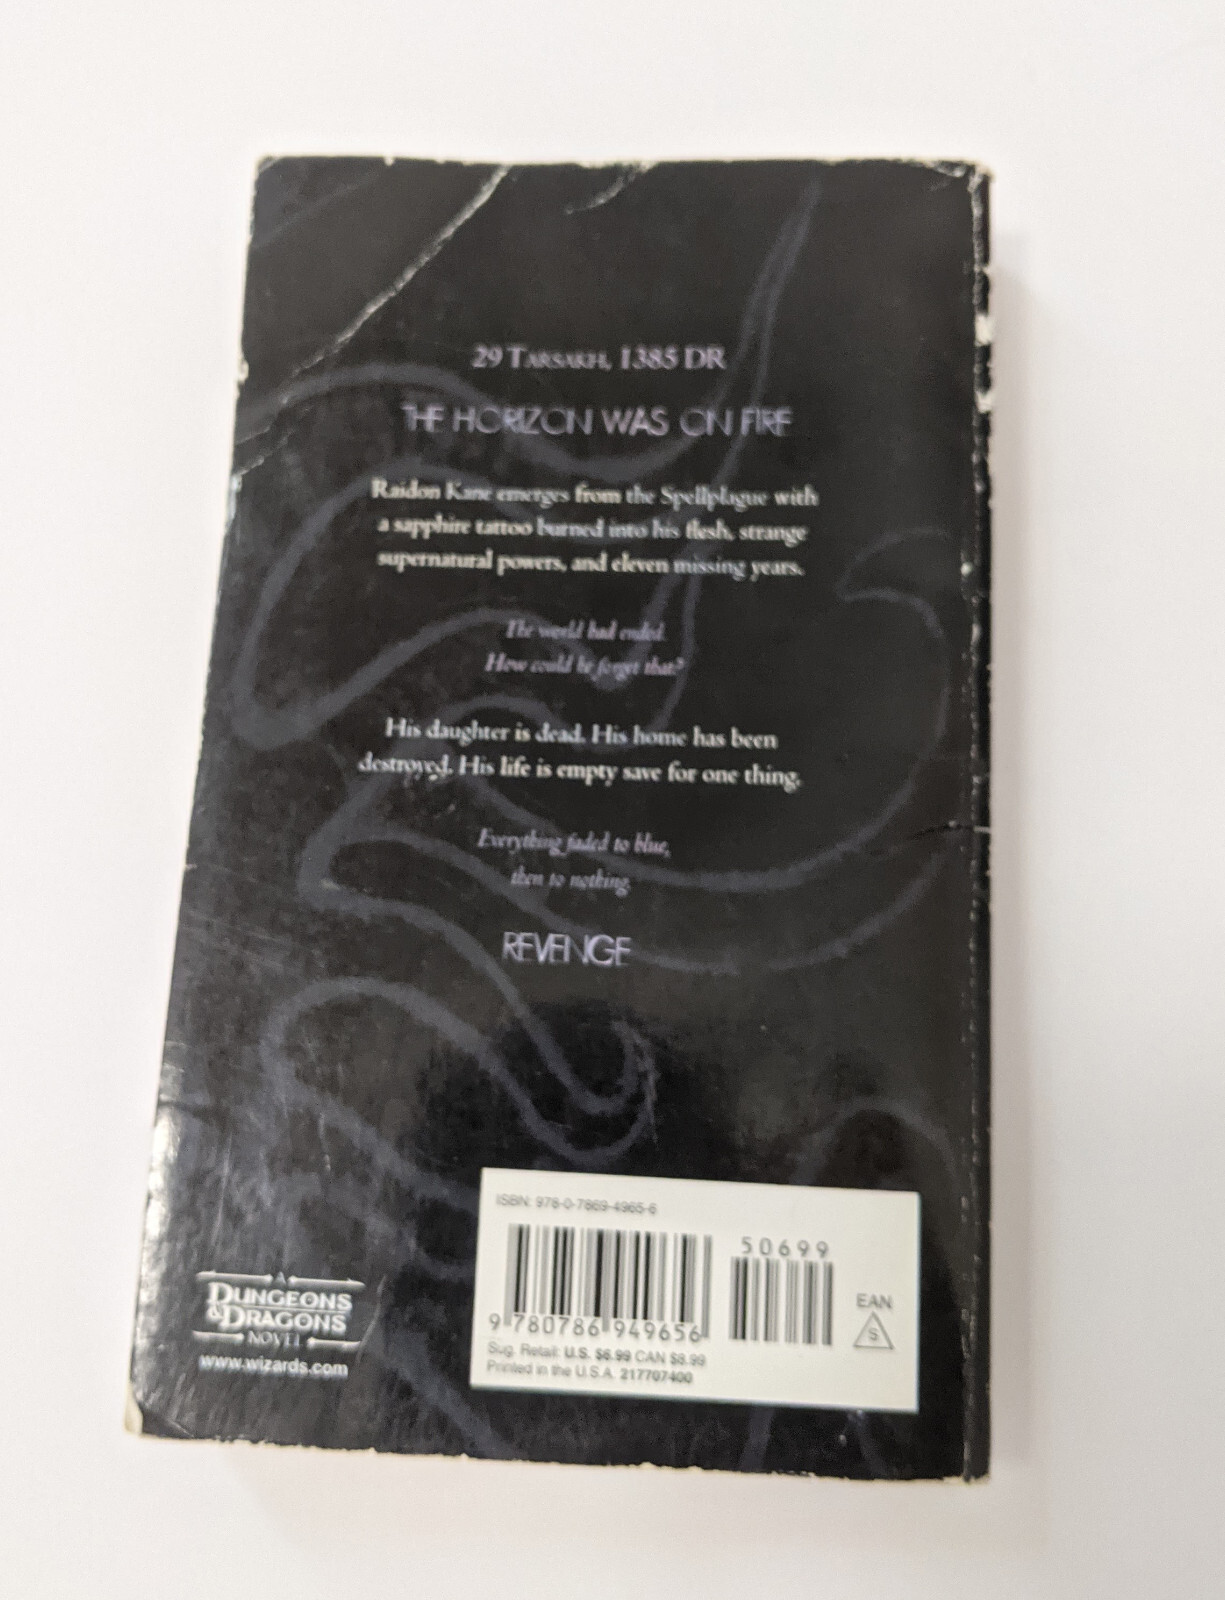 29 TARSAKH, 1385 DR
THE HORIZON WAS ON FIRE
Raidon Kane emerges from the Spellplague with
a sapphire tattoo burned into his flesh, strange
supernatural powers, and eleven missing years.
The world had ended.
How could he forget that?
His daughter is dead. His home has been
destroyed. His life is empty save for one thing.
Everything faded to blue,
then to nothing.
REVENGE
ISBN: 978-0-7869-4965-6
50699
9 780786 949656
EAN
S
Sug. Retail: U.S. $6.99 CAN $8.99
Printed in the U.S.A. 217707400
A
DUNGEONS
& DRAGONS
NOVEL
www.wizards.com